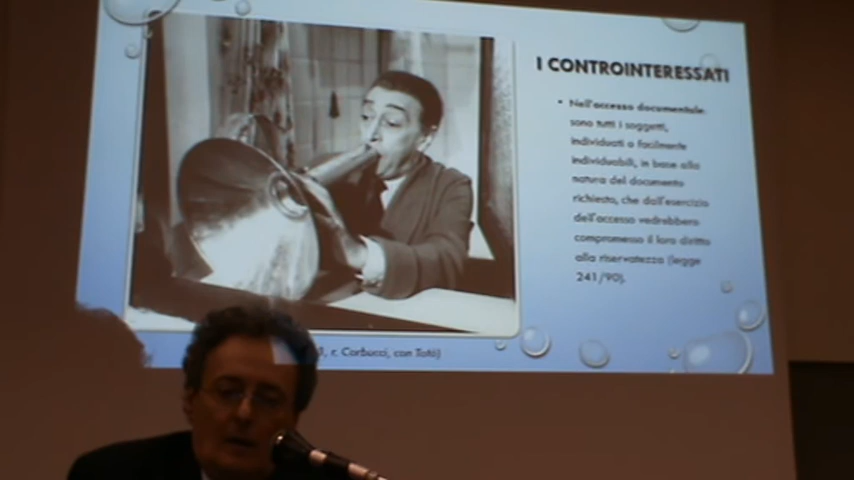 I CONTROINTERESSATI
• Nell'accesso documentale,
sono tutti i soggetti,
individuati o facilmente
individuabili, in base alla
natura del documento
richiesto, che dall'esercizio
dell'accesso vedrebbero
compromesso il loro diritto
alla riservatezza (legge
241/90).
r. Corbucci, con Totò)